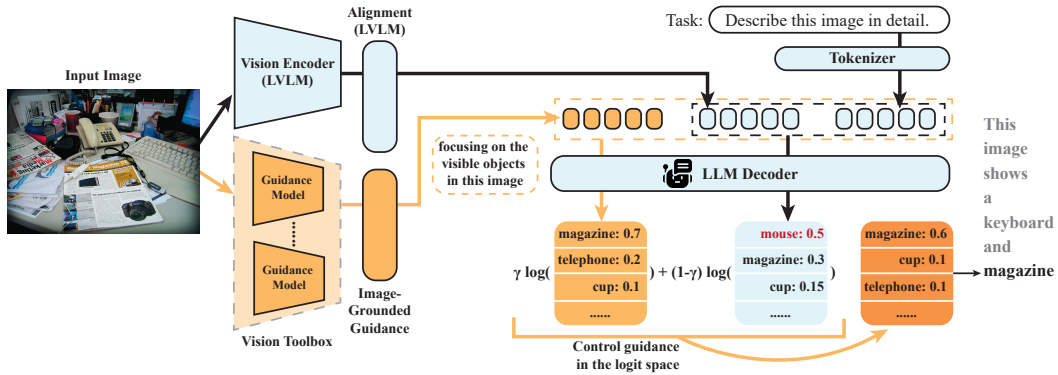 Input Image
Vision Encoder
(LVLM)
Alignment
(LVLM)
Task:
Describe this image in detail.
Tokenizer
focusing on the
visible objects
in this image
LLM Decoder
Guidance
Model
Guidance
Model
Vision Toolbox
Image-
Grounded
Guidance
γ log(
magazine: 0.7
telephone: 0.2
cup: 0.1
......
) + (1-γ) log(
mouse: 0.5
magazine: 0.3
cup: 0.15
......
)
magazine: 0.6
cup: 0.1
telephone: 0.1
......
Control guidance
in the logit space
This
image
shows
a
keyboard
and
magazine